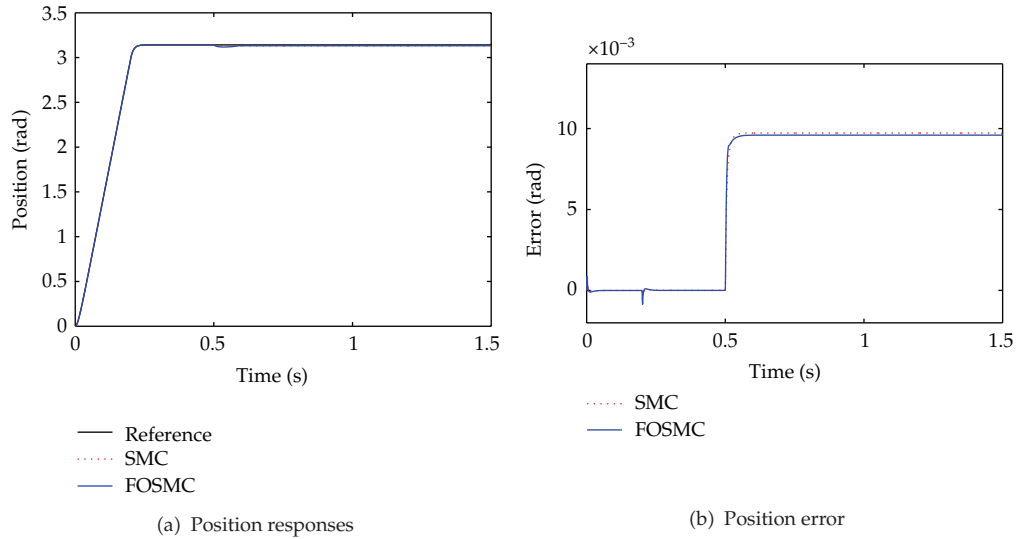 3.5
3
2.5
2
1.5
1
0.5
0
Position (rad)
0 0.5 1 1.5
Time (s)
Reference
SMC
FOSMC
(a) Position responses
×10−3
10
5
0
Error (rad)
0 0.5 1 1.5
Time (s)
SMC
FOSMC
(b) Position error